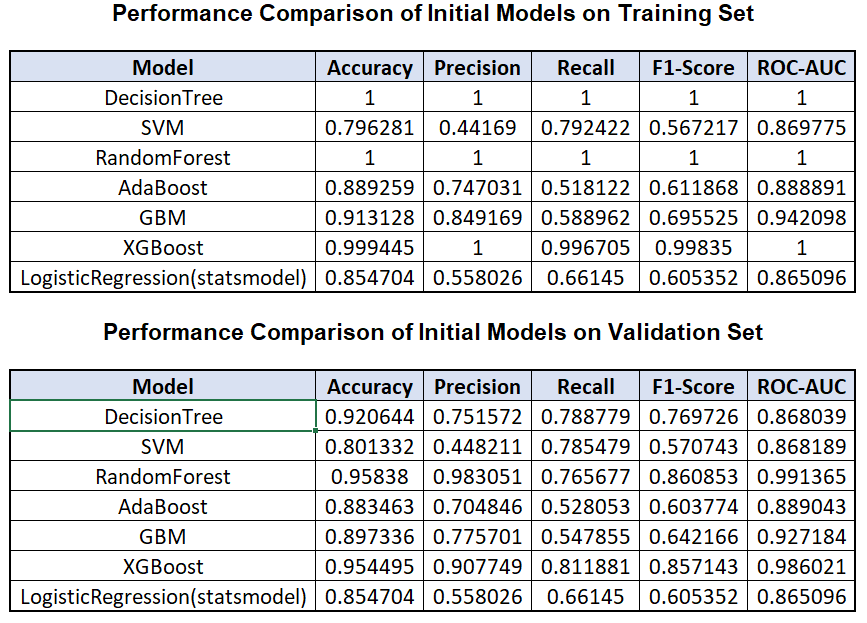 Performance Comparison of Initial Models on Training Set
Model Accuracy Precision Recall F1-Score ROC-AUC
DecisionTree 1 1 1 1 1
SVM 0.796281 0.44169 0.792422 0.567217 0.869775
RandomForest 1 1 1 1 1
AdaBoost 0.889259 0.747031 0.518122 0.611868 0.888891
GBM 0.913128 0.849169 0.588962 0.695525 0.942098
XGBoost 0.999445 1 0.996705 0.99835 1
LogisticRegression(statsmodel) 0.854704 0.558026 0.66145 0.605352 0.865096
Performance Comparison of Initial Models on Validation Set
Model Accuracy Precision Recall F1-Score ROC-AUC
DecisionTree 0.920644 0.751572 0.788779 0.769726 0.868039
SVM 0.801332 0.448211 0.785479 0.570743 0.868189
RandomForest 0.95838 0.983051 0.765677 0.860853 0.991365
AdaBoost 0.883463 0.704846 0.528053 0.603774 0.889043
GBM 0.897336 0.775701 0.547855 0.642166 0.927184
XGBoost 0.954495 0.907749 0.811881 0.857143 0.986021
LogisticRegression(statsmodel) 0.854704 0.558026 0.66145 0.605352 0.865096